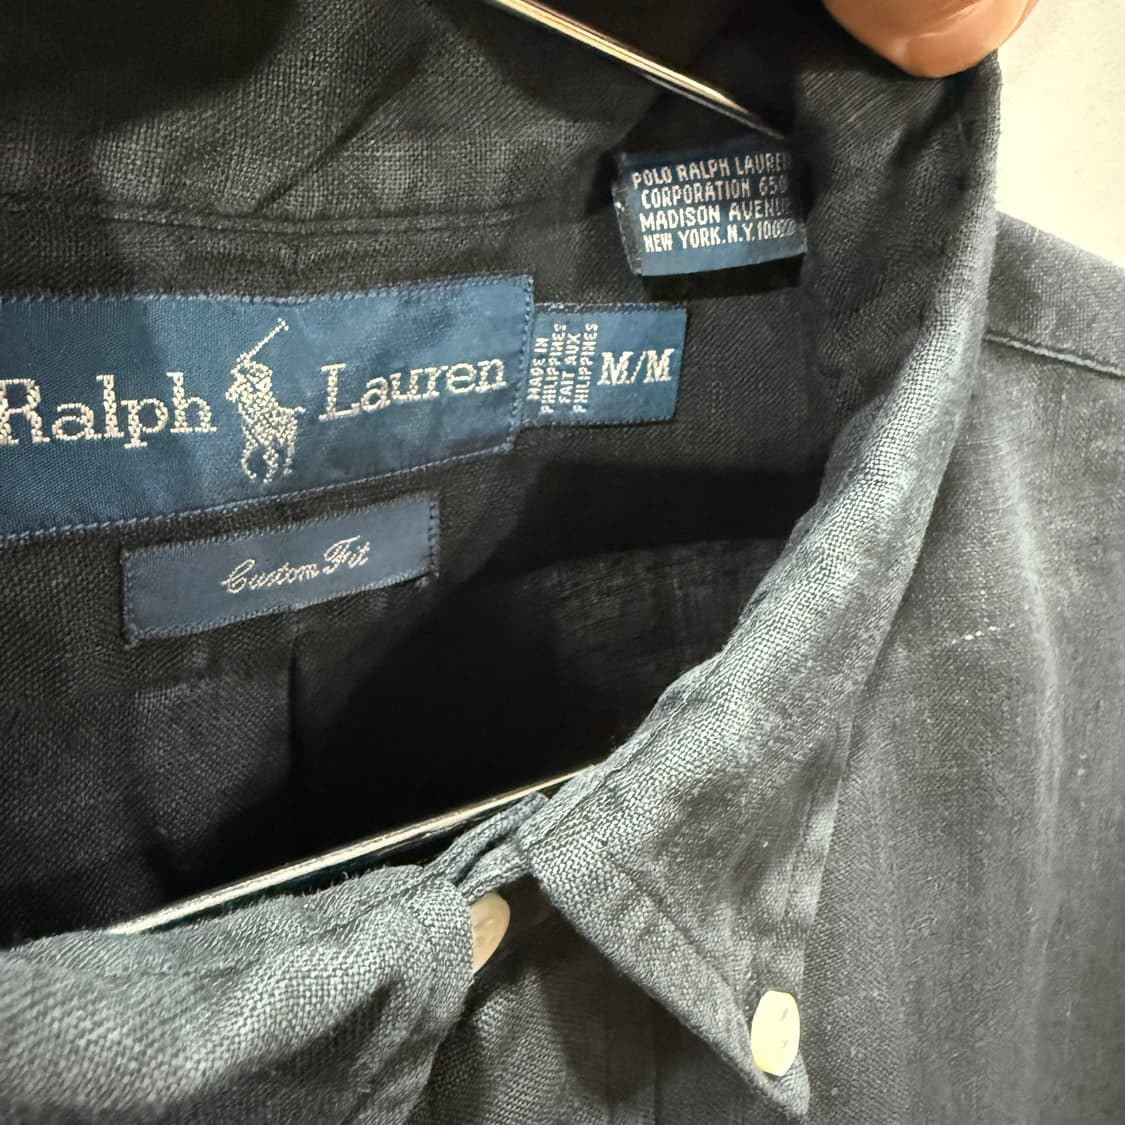 POLO RALPH LAUREN
CORPORATION 650
MADISON AVENUE
NEW YORK.N.Y.10022
Ralph Lauren
MADE IN
PHILIPPINES
FAIT AUX
PHILIPPINES
M/M
Custom Fit